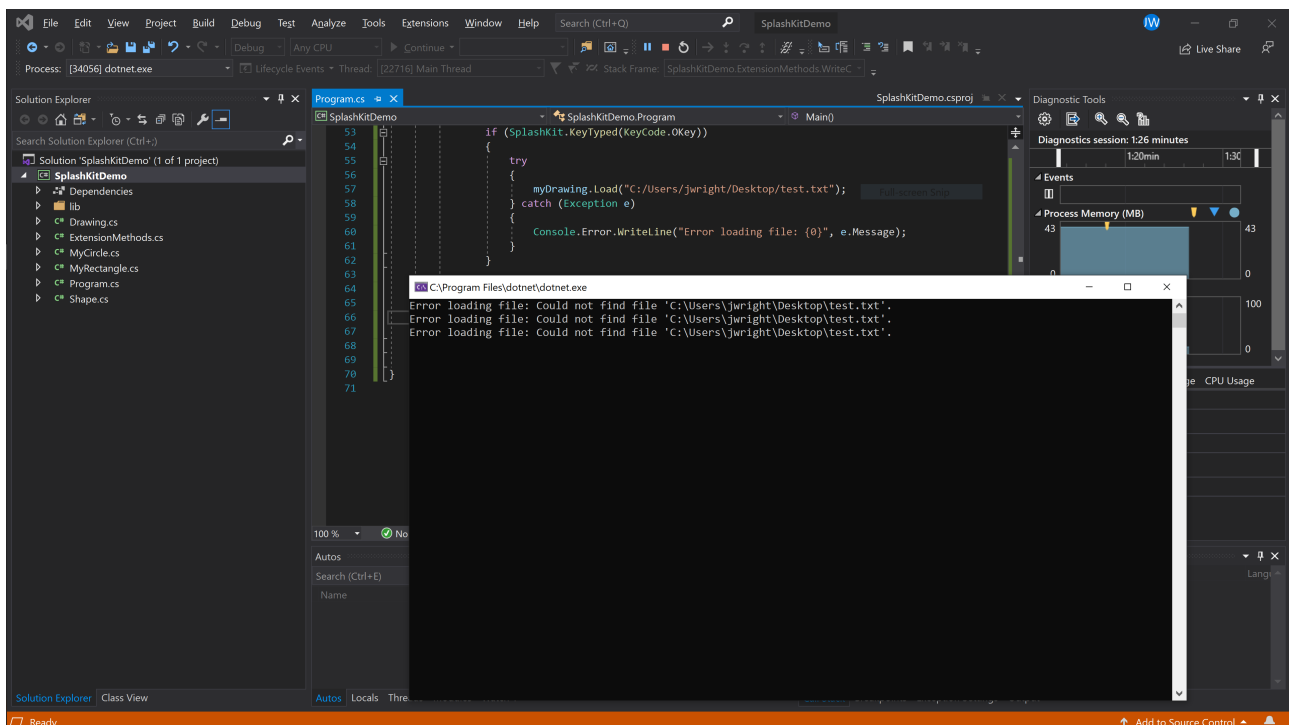 File Edit View Project Build Debug Test Analyze Tools Extensions Window Help Search (Ctrl+Q) SplashKitDemo JW
Debug Any CPU Continue Live Share
Process: [34056] dotnet.exe Lifecycle Events Thread: [22716] Main Thread Stack Frame: SplashKitDemo.ExtensionMethods.WriteC
Solution Explorer
Search Solution Explorer (Ctrl+;)
Solution 'SplashKitDemo' (1 of 1 project)
SplashKitDemo
Dependencies
lib
C# Drawing.cs
C# ExtensionMethods.cs
C# MyCircle.cs
C# MyRectangle.cs
C# Program.cs
C# Shape.cs
Solution Explorer Class View
Program.cs SplashKitDemo.csproj
C# SplashKitDemo SplashKitDemo.Program Main()
53 if (SplashKit.KeyTyped(KeyCode.OKey))
54 {
55 try
56 {
57 myDrawing.Load("C:/Users/jwright/Desktop/test.txt");
58 } catch (Exception e)
59 {
60 Console.Error.WriteLine("Error loading file: {0}", e.Message);
61 }
62 }
63
64
65
66
67
68
69
70 }
71
Full-screen Snip
C:\Program Files\dotnet\dotnet.exe
Error loading file: Could not find file 'C:\Users\jwright\Desktop\test.txt'.
Error loading file: Could not find file 'C:\Users\jwright\Desktop\test.txt'.
Error loading file: Could not find file 'C:\Users\jwright\Desktop\test.txt'.
100 % No
Autos
Search (Ctrl+E)
Name
Lang
Autos Locals
Diagnostic Tools
Diagnostics session: 1:26 minutes
1:20min 1:30
Events
Process Memory (MB)
43 43
0 0
100
0
CPU Usage
Ready Add to Source Control